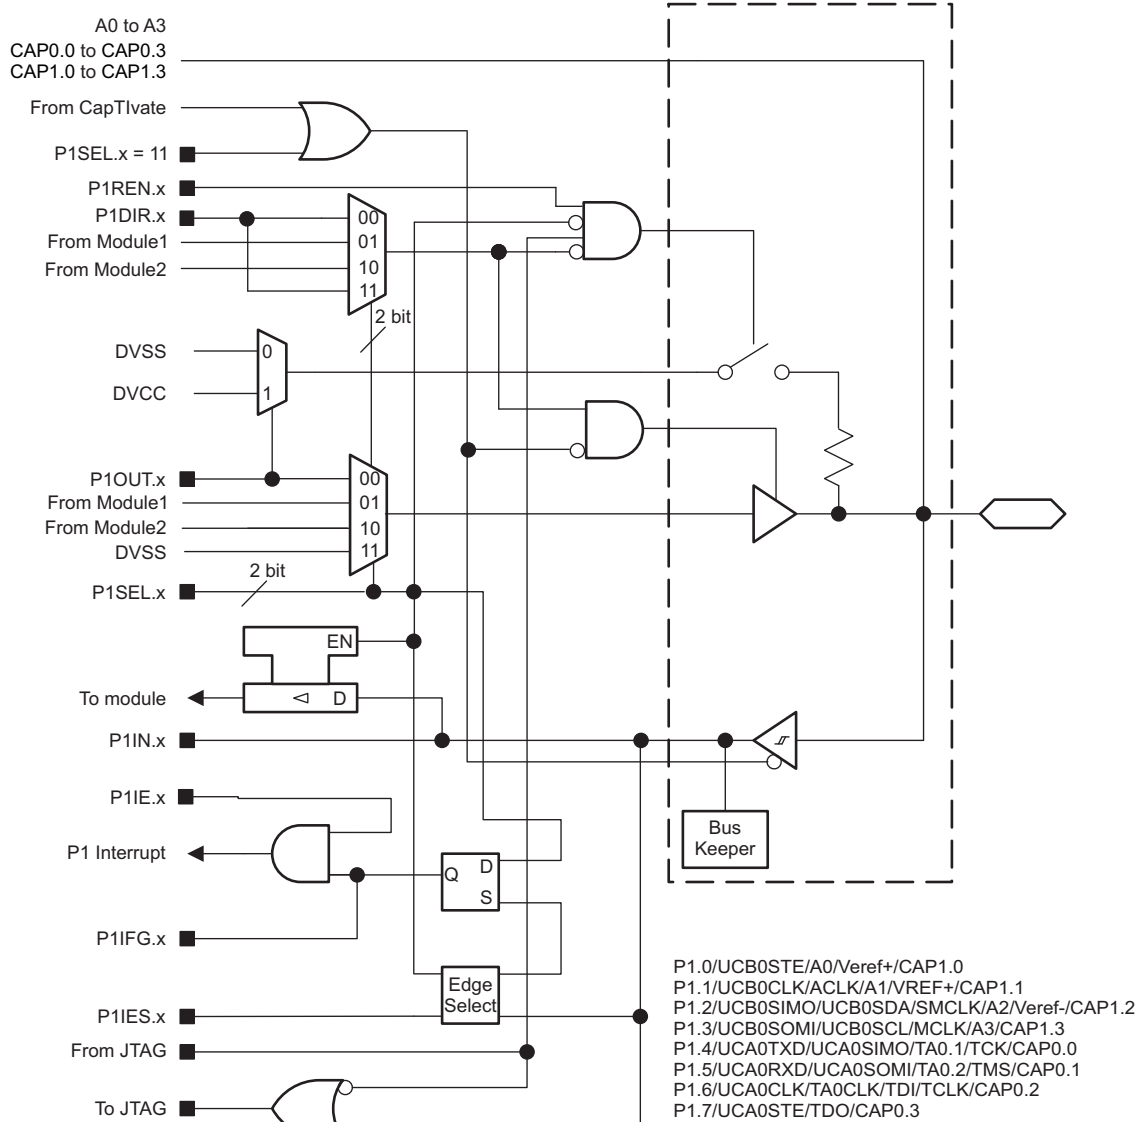 A0 to A3
CAP0.0 to CAP0.3
CAP1.0 to CAP1.3
From CapTIvate
P1SEL.x = 11
P1REN.x
P1DIR.x
From Module1
From Module2
00
01
10
11
2 bit
DVSS
DVCC
0
1
P1OUT.x
From Module1
From Module2
DVSS
00
01
10
11
P1SEL.x
2 bit
EN
D
To module
P1IN.x
Bus
Keeper
P1IE.x
P1 Interrupt
Q
D
S
P1IFG.x
Edge
Select
P1IES.x
From JTAG
To JTAG
P1.0/UCB0STE/A0/Veref+/CAP1.0
P1.1/UCB0CLK/ACLK/A1/VREF+/CAP1.1
P1.2/UCB0SIMO/UCB0SDA/SMCLK/A2/Veref-/CAP1.2
P1.3/UCB0SOMI/UCB0SCL/MCLK/A3/CAP1.3
P1.4/UCA0TXD/UCA0SIMO/TA0.1/TCK/CAP0.0
P1.5/UCA0RXD/UCA0SOMI/TA0.2/TMS/CAP0.1
P1.6/UCA0CLK/TA0CLK/TDI/TCLK/CAP0.2
P1.7/UCA0STE/TDO/CAP0.3